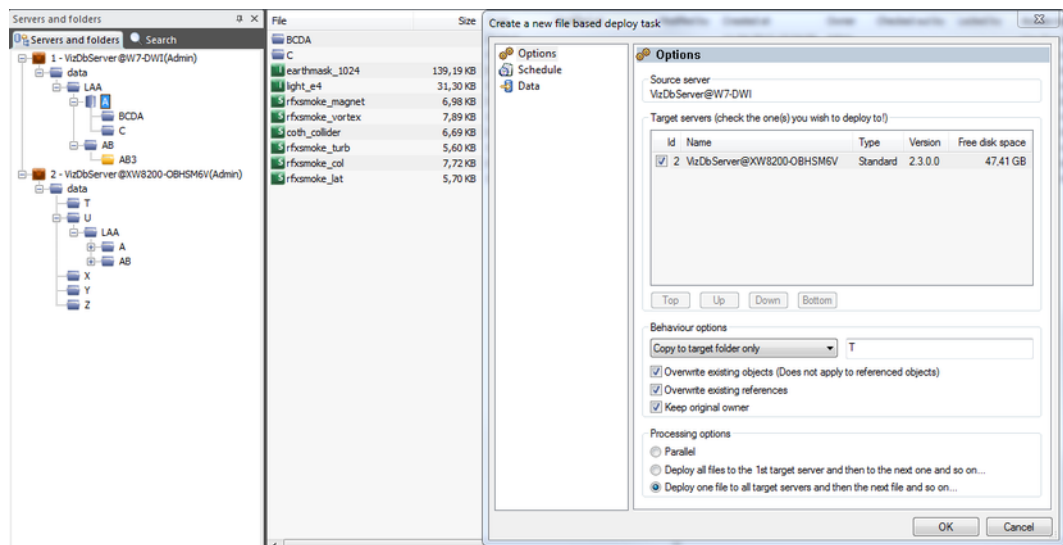 Servers and folders
Servers and folders Search
1 - VizDbServer@W7-DWI(Admin)
data
LAA
A
BCDA
C
AB
AB3
2 - VizDbServer@XW8200-OBHSM6V(Admin)
data
T
U
LAA
A
AB
X
Y
Z
File Size
BCDA
C
earthmask_1024 139,19 KB
light_e4 31,30 KB
rfxsmoke_magnet 6,98 KB
rfxsmoke_vortex 7,89 KB
coth_collider 6,69 KB
rfxsmoke_turb 5,60 KB
rfxsmoke_col 7,72 KB
rfxsmoke_lat 5,70 KB
Create a new file based deploy task
Options
Schedule
Data
Options
Source server
VizDbServer@W7-DWI
Target servers (check the one(s) you wish to deploy to!)
Id Name Type Version Free disk space
2 VizDbServer@XW8200-OBHSM6V Standard 2.3.0.0 47,41 GB
Top Up Down Bottom
Behaviour options
Copy to target folder only T
Overwrite existing objects (Does not apply to referenced objects)
Overwrite existing references
Keep original owner
Processing options
Parallel
Deploy all files to the 1st target server and then to the next one and so on...
Deploy one file to all target servers and then the next file and so on...
OK Cancel